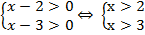 {x − 2 > 0 ⇔ {x > 2
{x − 3 > 0 {x > 3